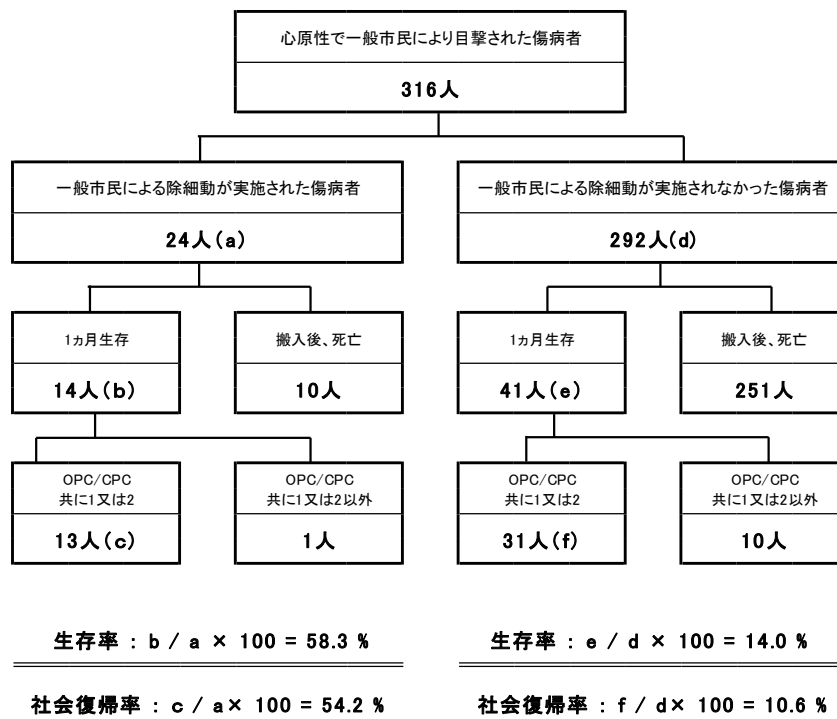 心原性で一般市民により目撃された傷病者
316人
一般市民による除細動が実施された傷病者
24人(a)
一般市民による除細動が実施されなかった傷病者
292人(d)
1ヵ月生存
14人(b)
搬入後、死亡
10人
1ヵ月生存
41人(e)
搬入後、死亡
251人
OPC/CPC
共に1又は2
13人(c)
OPC/CPC
共に1又は2以外
1人
OPC/CPC
共に1又は2
31人(f)
OPC/CPC
共に1又は2以外
10人
生存率 : b / a × 100 = 58.3 %
社会復帰率 : c / a× 100 = 54.2 %
生存率 : e / d × 100 = 14.0 %
社会復帰率 : f / d× 100 = 10.6 %